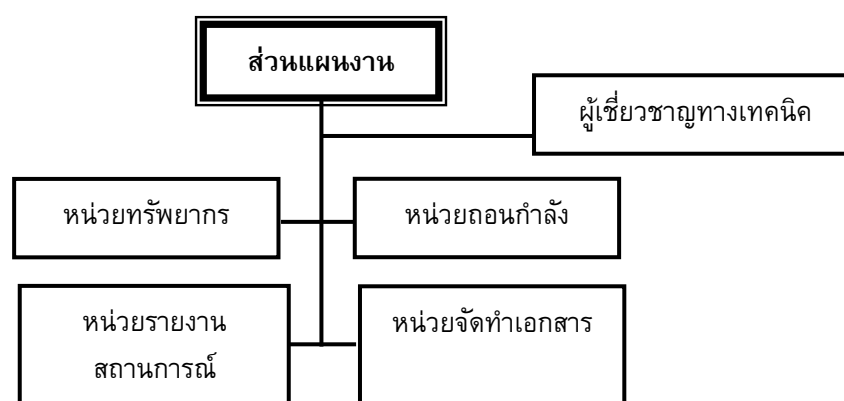 ส่วนแผนงาน
ผู้เชี่ยวชาญทางเทคนิค
หน่วยทรัพยากร
หน่วยถอนกำลัง
หน่วยรายงาน
สถานการณ์
หน่วยจัดทำเอกสาร